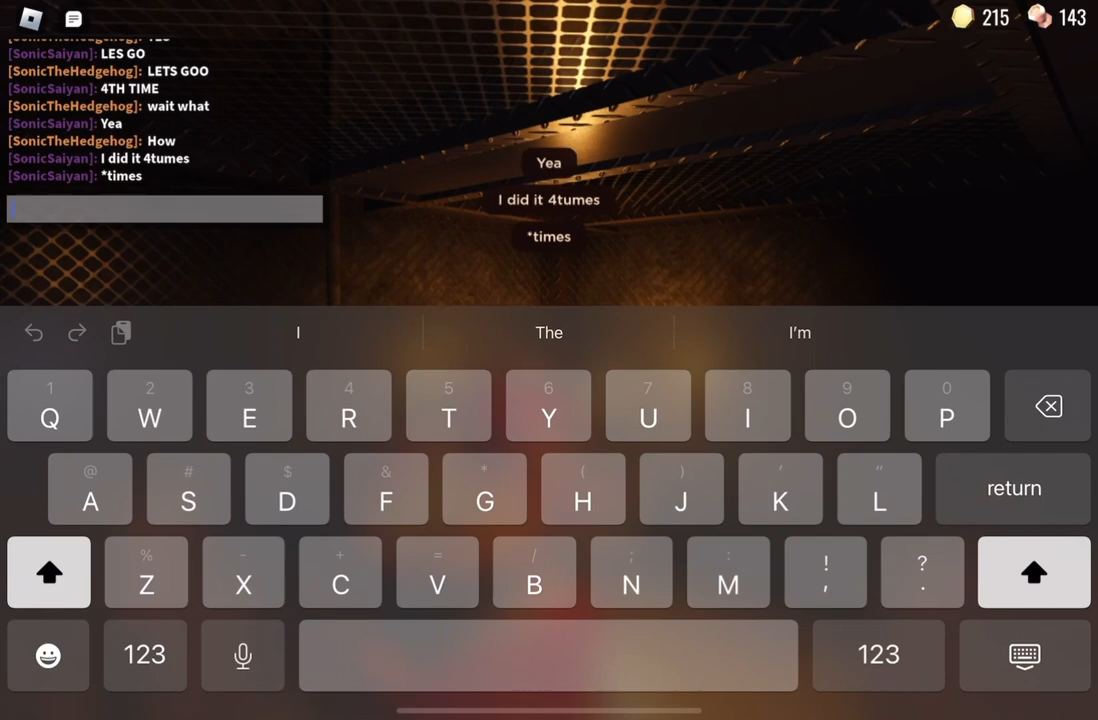 215 143
[SonicSaiyan]: LES GO
[SonicTheHedgehog]: LETS GOO
[SonicSaiyan]: 4TH TIME
[SonicTheHedgehog]: wait what
[SonicSaiyan]: Yea
[SonicTheHedgehog]: How
[SonicSaiyan]: I did it 4tumes
[SonicSaiyan]: *times
Yea
I did it 4tumes
*times
I The I'm
1 2 3 4 5 6 7 8 9 0
Q W E R T Y U I O P
@ # $ & * ( ) ' "
A S D F G H J K L return
% - + = / ; : ! ?
Z X C V B N M , .
123 123